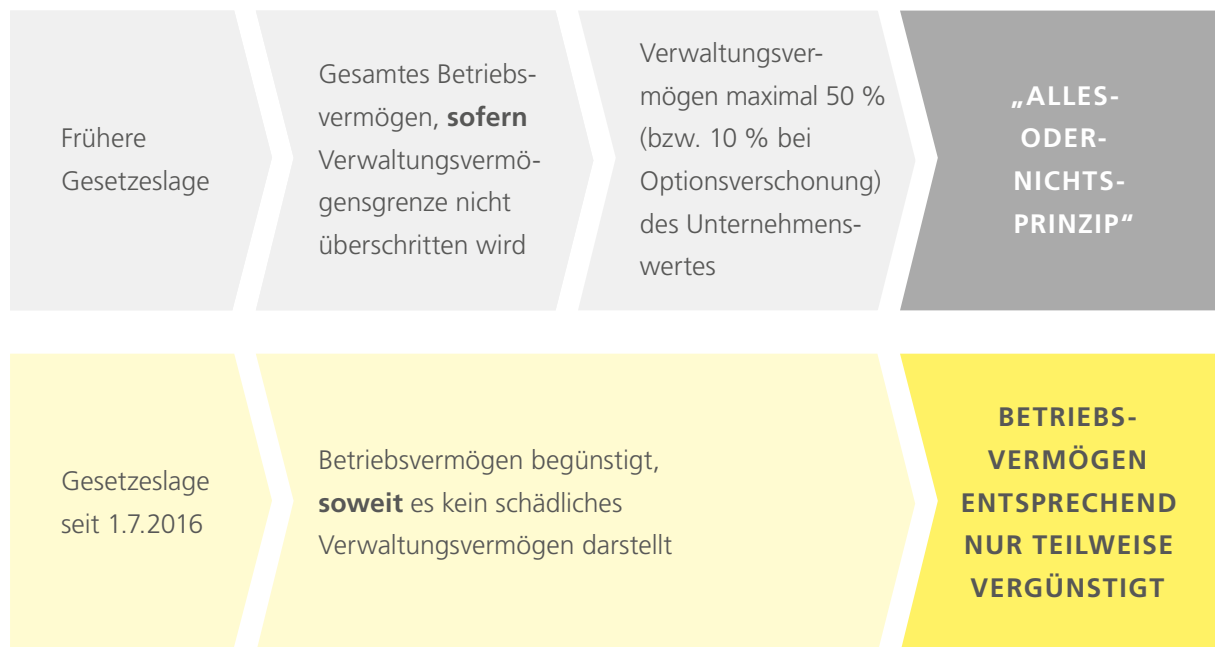 Frühere
Gesetzeslage
Gesamtes Betriebs-
vermögen, sofern
Verwaltungsvermö-
gensgrenze nicht
überschritten wird
Verwaltungsver-
mögen maximal 50 %
(bzw. 10 % bei
Optionsverschonung)
des Unternehmens-
wertes
„ALLES-
ODER-
NICHTS-
PRINZIP“
Gesetzeslage
seit 1.7.2016
Betriebsvermögen begünstigt,
soweit es kein schädliches
Verwaltungsvermögen darstellt
BETRIEBS-
VERMÖGEN
ENTSPRECHEND
NUR TEILWEISE
VERGÜNSTIGT